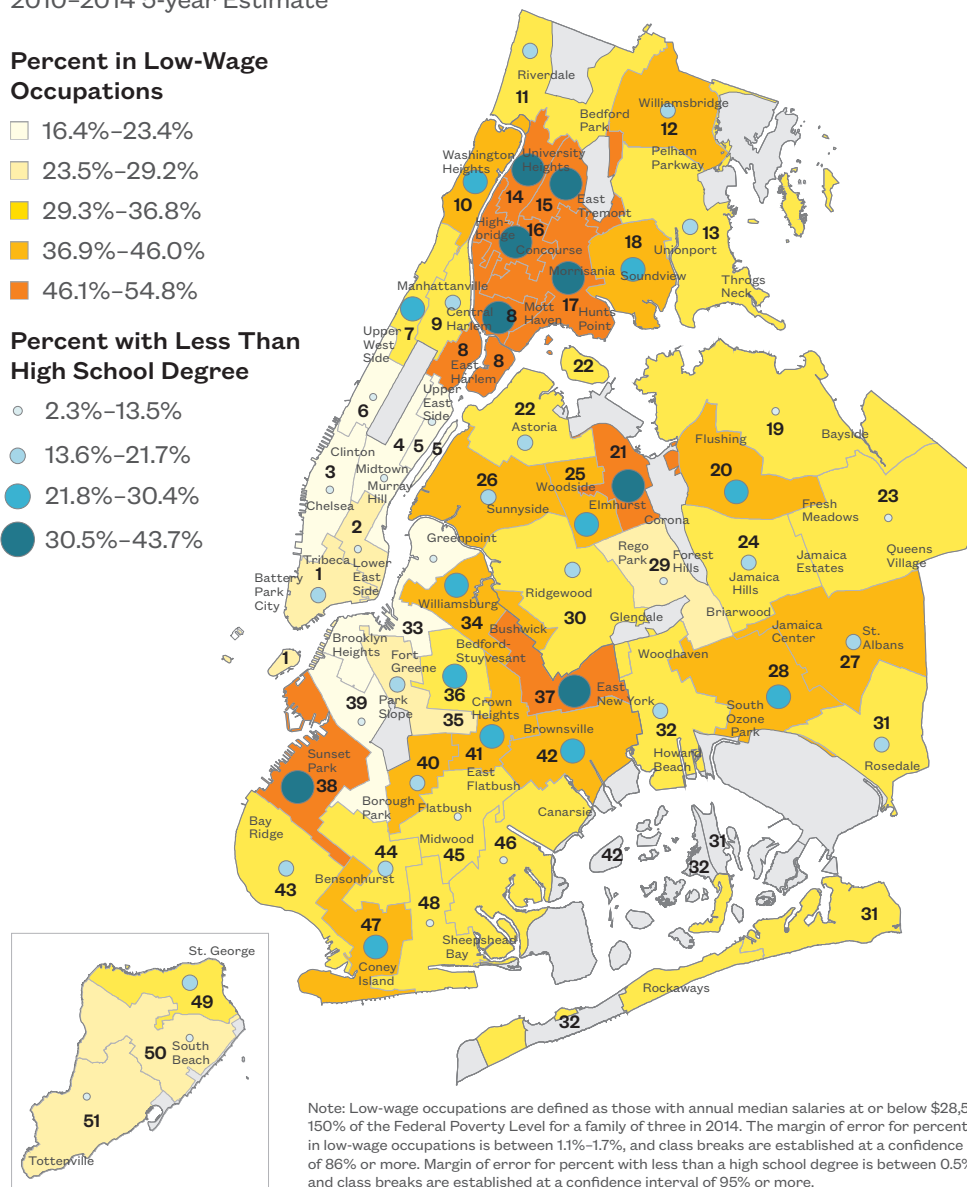 2010–2014 5-year Estimate
Percent in Low-Wage
Occupations
16.4%–23.4%
23.5%–29.2%
29.3%–36.8%
36.9%–46.0%
46.1%–54.8%
Percent with Less Than
High School Degree
2.3%–13.5%
13.6%–21.7%
21.8%–30.4%
30.5%–43.7%
Riverdale
11
Bedford
Park
Williamsbridge
12
Pelham
Parkway
Washington
Heights
10
University
Heights
14
15
East
Tremont
High-
bridge
16
Concourse
18
Soundview
Unionport
13
Throgs
Neck
Morrisania
17
Hunts
Point
Mott
Haven
8
Manhattanville
7
9
Central
Harlem
8
East
Harlem
8
Upper
West
Side
6
Upper
East
Side
4
5
5
Clinton
3
Chelsea
Midtown
Murray
Hill
2
Tribeca
1
Lower
East
Side
Battery
Park
City
1
22
22
Astoria
21
19
Bayside
Flushing
20
26
Sunnyside
25
Woodside
Elmhurst
Corona
Fresh
Meadows
23
Queens
Village
24
Jamaica
Hills
Jamaica
Estates
Rego
Park
29
Forest
Hills
Briarwood
Greenpoint
Ridgewood
30
Glendale
Williamsburg
34
Bushwick
33
Brooklyn
Heights
Fort
Greene
Bedford-
Stuyvesant
36
Woodhaven
Jamaica
Center
28
St.
Albans
27
South
Ozone
Park
31
Rosedale
37
East
New York
32
Howard
Beach
39
Park
Slope
35
Crown
Heights
Brownsville
42
Sunset
Park
38
40
41
East
Flatbush
Borough
Park
Flatbush
Canarsie
Bay
Ridge
43
44
Bensonhurst
Midwood
45
46
42
31
32
47
Coney
Island
48
Sheepshead
Bay
31
Rockaways
32
St. George
49
50
South
Beach
51
Tottenville
Note: Low-wage occupations are defined as those with annual median salaries at or below $28,5
150% of the Federal Poverty Level for a family of three in 2014. The margin of error for percent
in low-wage occupations is between 1.1%–1.7%, and class breaks are established at a confidence
of 86% or more. Margin of error for percent with less than a high school degree is between 0.5%
and class breaks are established at a confidence interval of 95% or more.